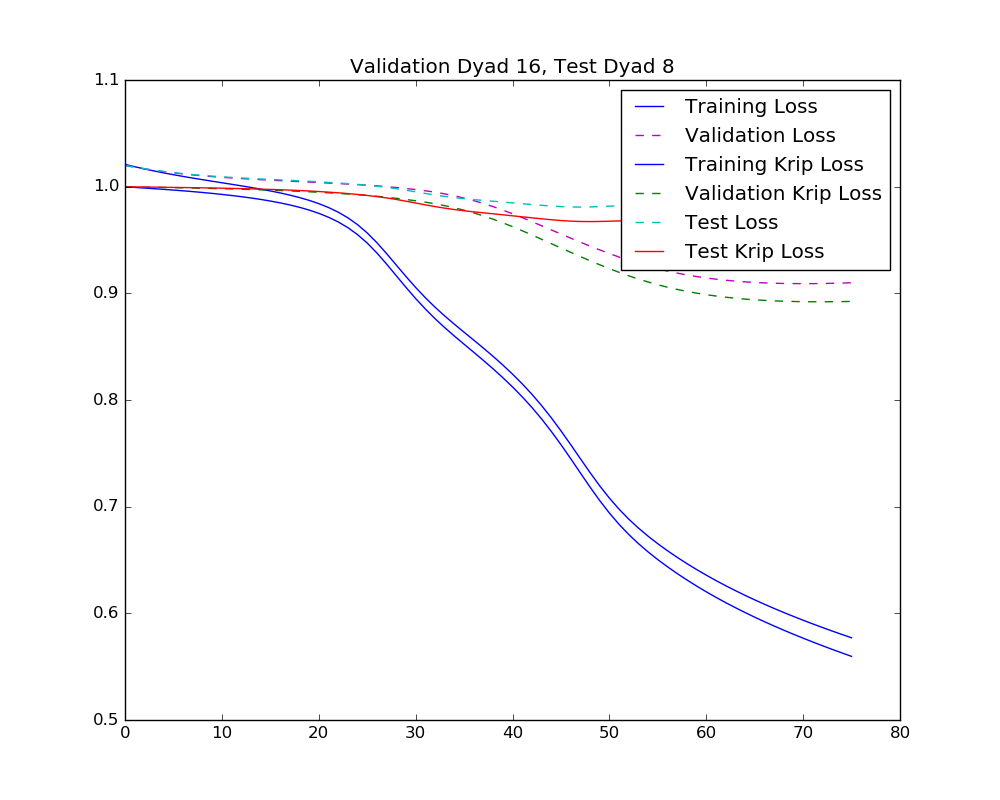 Validation Dyad 16, Test Dyad 8
1.1
1.0
0.9
0.8
0.7
0.6
0.5
Training Loss
Validation Loss
Training Krip Loss
Validation Krip Loss
Test Loss
Test Krip Loss
0 10 20 30 40 50 60 70 80